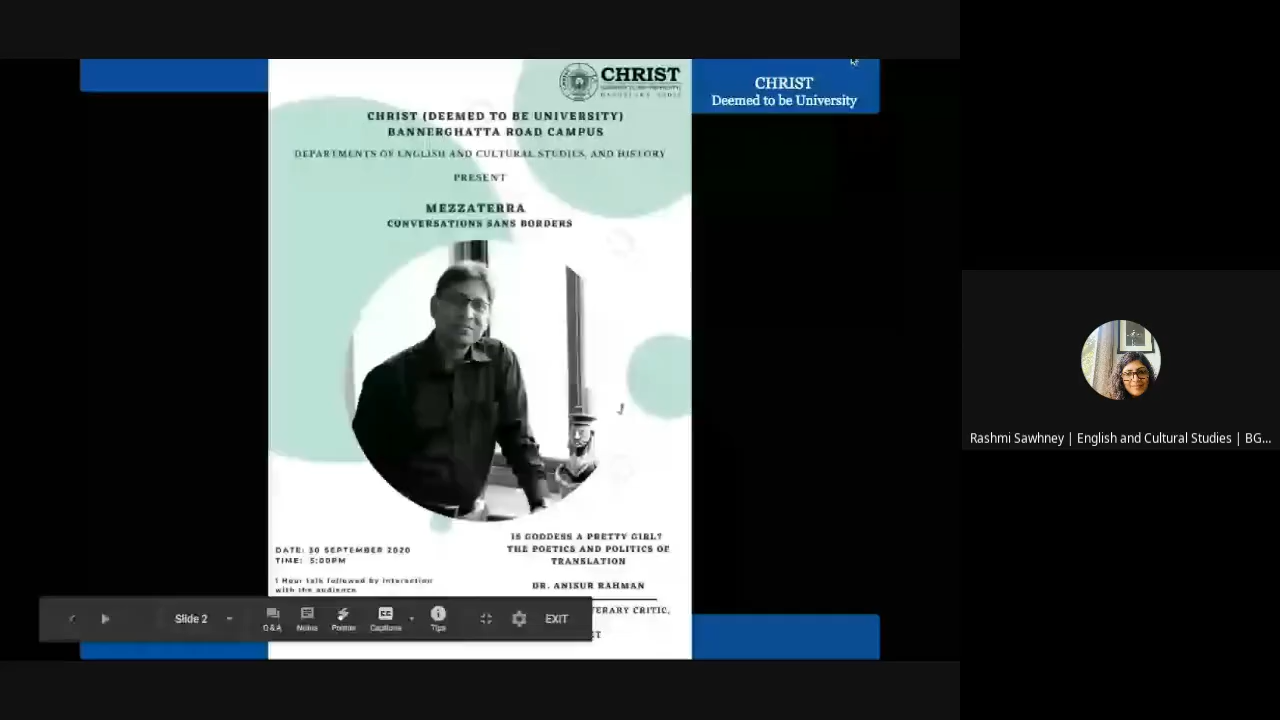 CHRIST
CHRIST
Deemed to be University
CHRIST (DEEMED TO BE UNIVERSITY)
BANNERGHATTA ROAD CAMPUS
DEPARTMENTS OF ENGLISH AND CULTURAL STUDIES, AND HISTORY
PRESENT
MEZZATERRA
CONVERSATIONS SANS BORDERS
IS GODDESS A PRETTY GIRL?
THE POETICS AND POLITICS OF
TRANSLATION
DATE: 30 SEPTEMBER 2020
TIME: 5:00PM
DR. ANISUR RAHMAN
1 Hour talk followed by interaction
with the audience
TERARY CRITIC,
ET
Slide 2
Q & A
Notes
Pointer
Captions
Tips
EXIT
Rashmi Sawhney | English and Cultural Studies | BG...